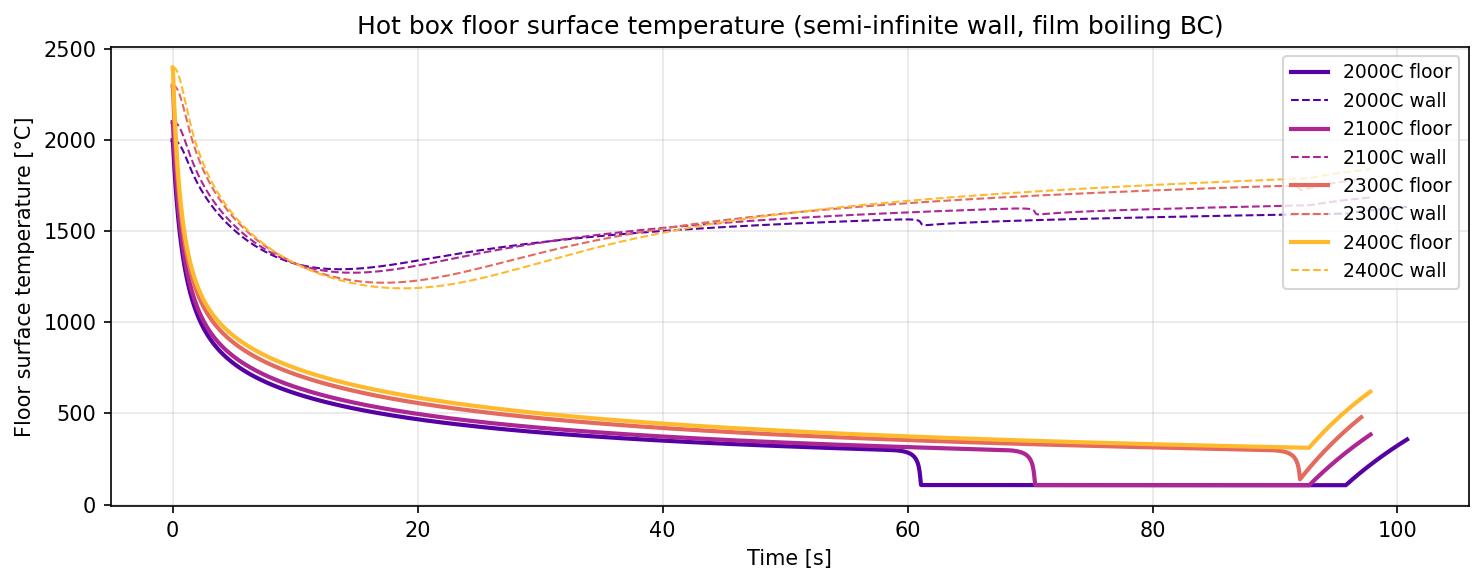 Hot box floor surface temperature (semi-infinite wall, film boiling BC)
Floor surface temperature [°C]
2500
2000
1500
1000
500
0
2000C floor
2000C wall
2100C floor
2100C wall
2300C floor
2300C wall
2400C floor
2400C wall
0
20
40
60
80
100
Time [s]